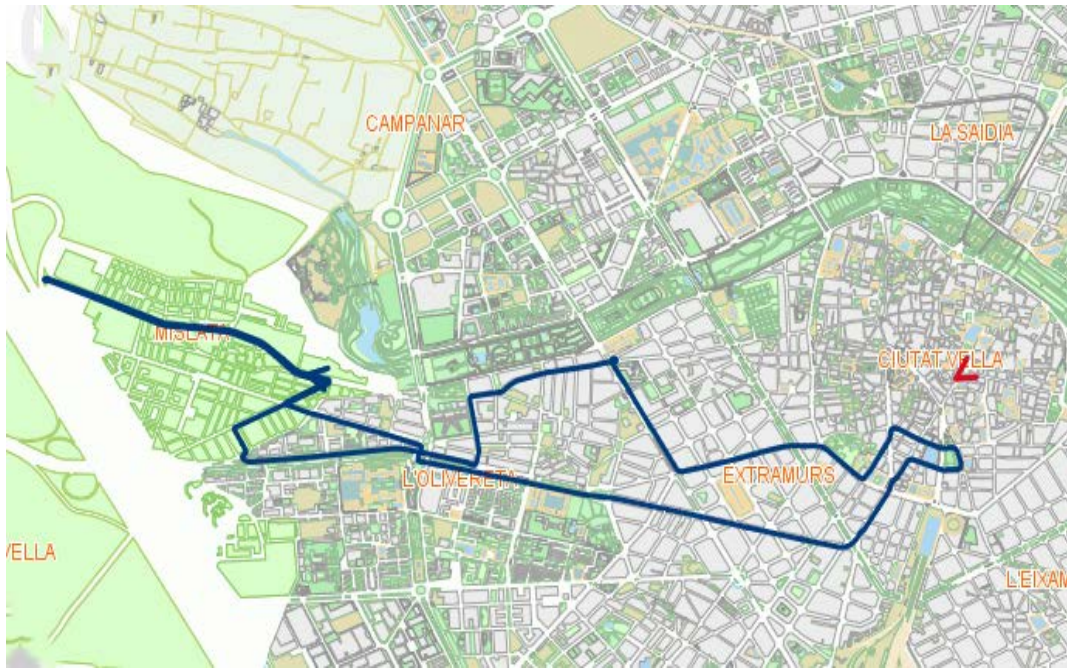 CAMPANAR
LA SAIDIA
MISLATA
CIUTAT VELLA
L'OLIVERETA
EXTRAMURS
VELLA
L'EIXAM